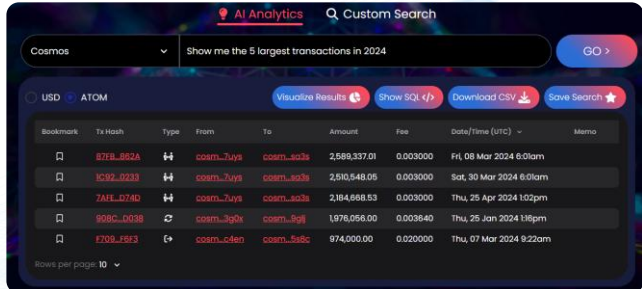 AI Analytics Custom Search
Cosmos Show me the 5 largest transactions in 2024 GO >
USD ATOM Visualize Results Show SQL </> Download CSV Save Search
Bookmark Tx Hash Type From To Amount Fee Date/Time (UTC) Memo
87FB...862A cosm...7uys cosm...sa3s 2,589,337.01 0.003000 Fri, 08 Mar 2024 6:01am
1C92...0233 cosm...7uys cosm...sa3s 2,510,548.05 0.003000 Sat, 30 Mar 2024 6:01am
7AFE...D74D cosm...7uys cosm...sa3s 2,184,668.53 0.003000 Thu, 25 Apr 2024 1:02pm
908C...D038 cosm...3g0x cosm...9glj 1,976,056.00 0.003640 Thu, 25 Jan 2024 1:16pm
F709...F6F3 cosm...c4en cosm...5s6c 974,000.00 0.020000 Thu, 07 Mar 2024 9:22am
Rows per page: 10